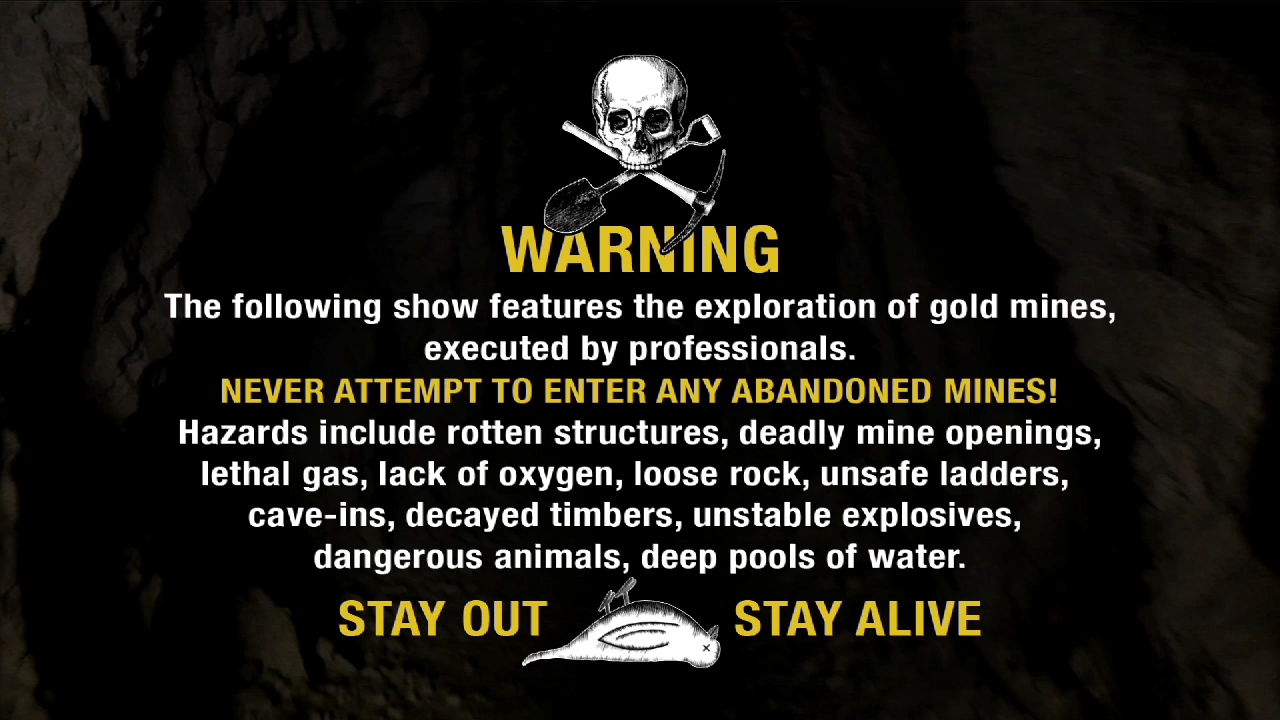 WARNING
The following show features the exploration of gold mines,
executed by professionals.
NEVER ATTEMPT TO ENTER ANY ABANDONED MINES!
Hazards include rotten structures, deadly mine openings,
lethal gas, lack of oxygen, loose rock, unsafe ladders,
cave-ins, decayed timbers, unstable explosives,
dangerous animals, deep pools of water.
STAY OUT STAY ALIVE